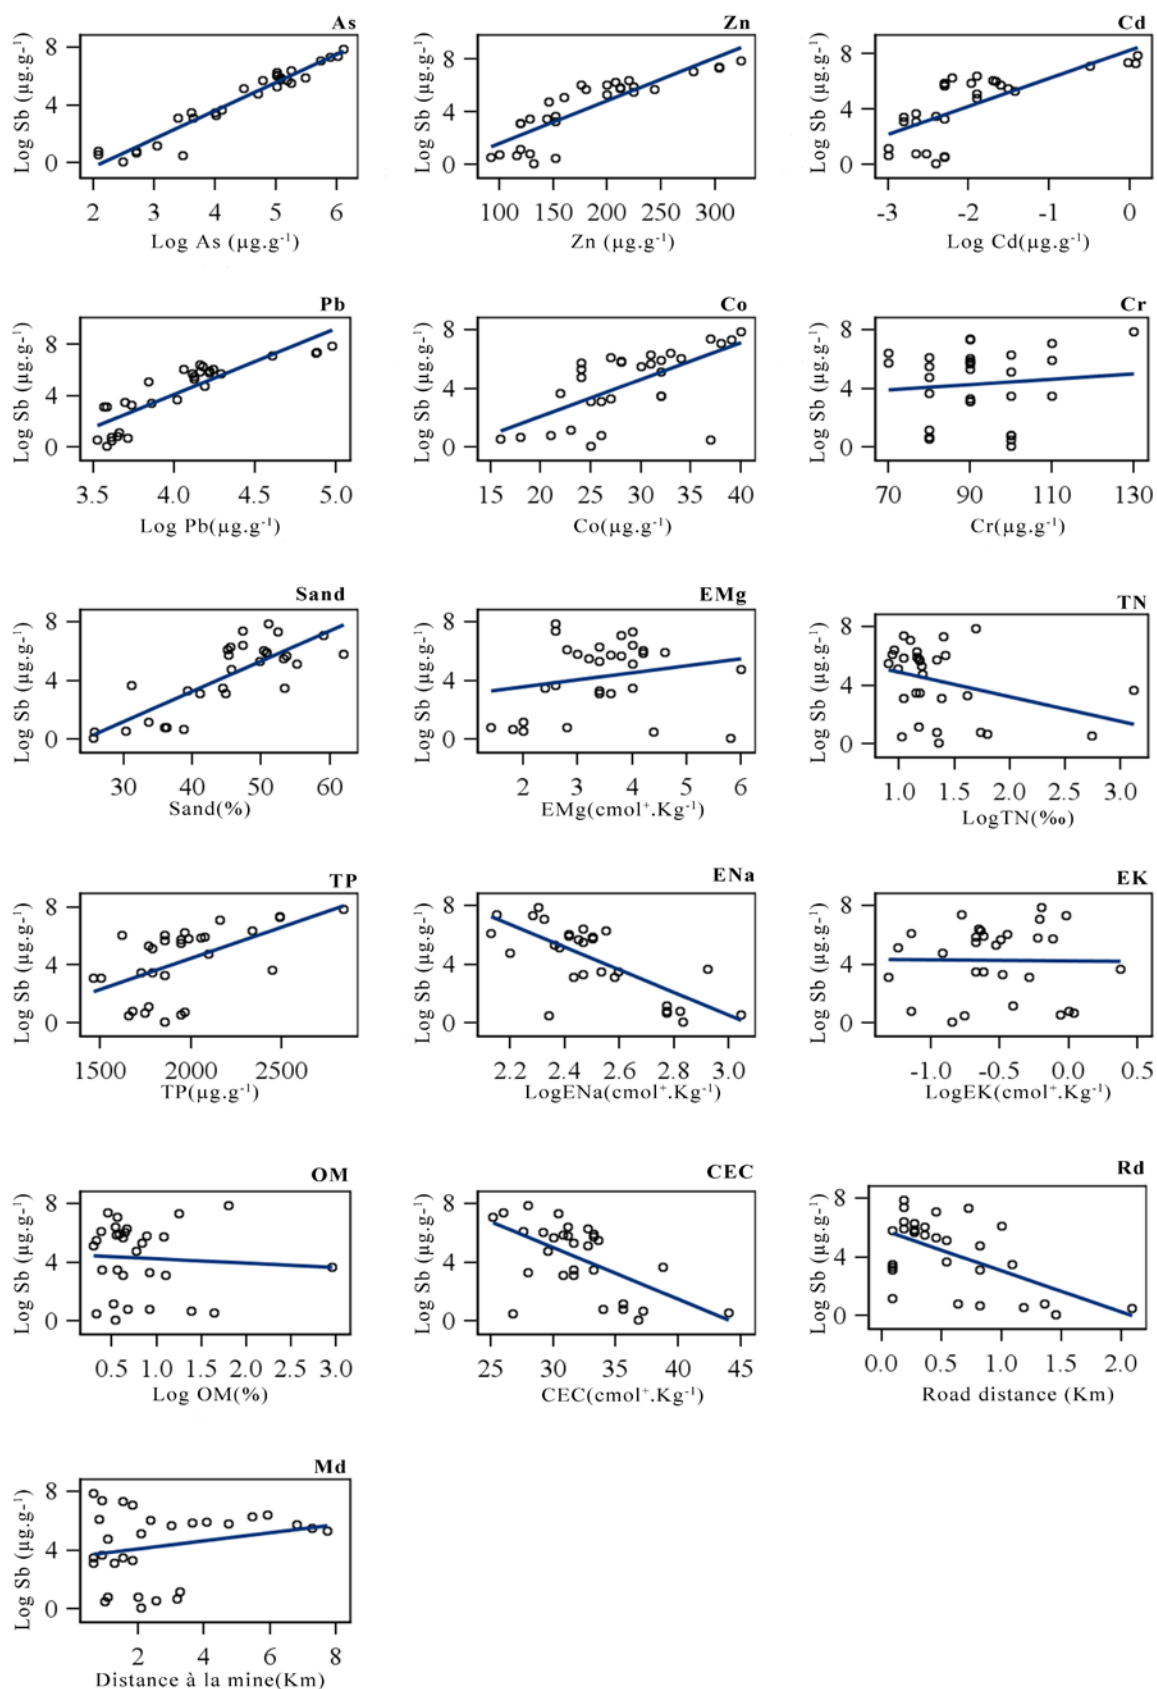 As
Log Sb (µg.g⁻¹)
8
4
0
2 3 4 5 6
Log As (µg.g⁻¹)
Zn
Log Sb (µg.g⁻¹)
8
4
0
100 150 200 250 300
Zn (µg.g⁻¹)
Cd
Log Sb (µg.g⁻¹)
8
4
0
-3 -2 -1 0
Log Cd(µg.g⁻¹)
Pb
Log Sb (µg.g⁻¹)
8
4
0
3.5 4.0 4.5 5.0
Log Pb(µg.g⁻¹)
Co
Log Sb (µg.g⁻¹)
8
4
0
15 20 25 30 35 40
Co(µg.g⁻¹)
Cr
Log Sb (µg.g⁻¹)
8
4
0
70 90 110 130
Cr(µg.g⁻¹)
Sand
Log Sb (µg.g⁻¹)
8
4
0
30 40 50 60
Sand(%)
EMg
Log Sb (µg.g⁻¹)
8
4
0
2 3 4 5 6
EMg(cmol⁺.Kg⁻¹)
TN
Log Sb (µg.g⁻¹)
8
4
0
1.0 1.5 2.0 2.5 3.0
LogTN(‰)
TP
Log Sb (µg.g⁻¹)
8
4
0
1500 2000 2500
TP(µg.g⁻¹)
ENa
Log Sb (µg.g⁻¹)
8
4
0
2.2 2.4 2.6 2.8 3.0
LogENa(cmol⁺.Kg⁻¹)
EK
Log Sb (µg.g⁻¹)
8
4
0
-1.0 -0.5 0.0 0.5
LogEK(cmol⁺.Kg⁻¹)
OM
Log Sb (µg.g⁻¹)
8
4
0
0.5 1.0 1.5 2.0 2.5 3.0
Log OM(%)
CEC
Log Sb (µg.g⁻¹)
8
4
0
25 30 35 40 45
CEC(cmol⁺.Kg⁻¹)
Rd
Log Sb (µg.g⁻¹)
8
4
0
0.0 0.5 1.0 1.5 2.0
Road distance (Km)
Md
Log Sb (µg.g⁻¹)
8
4
0
2 4 6 8
Distance à la mine(Km)